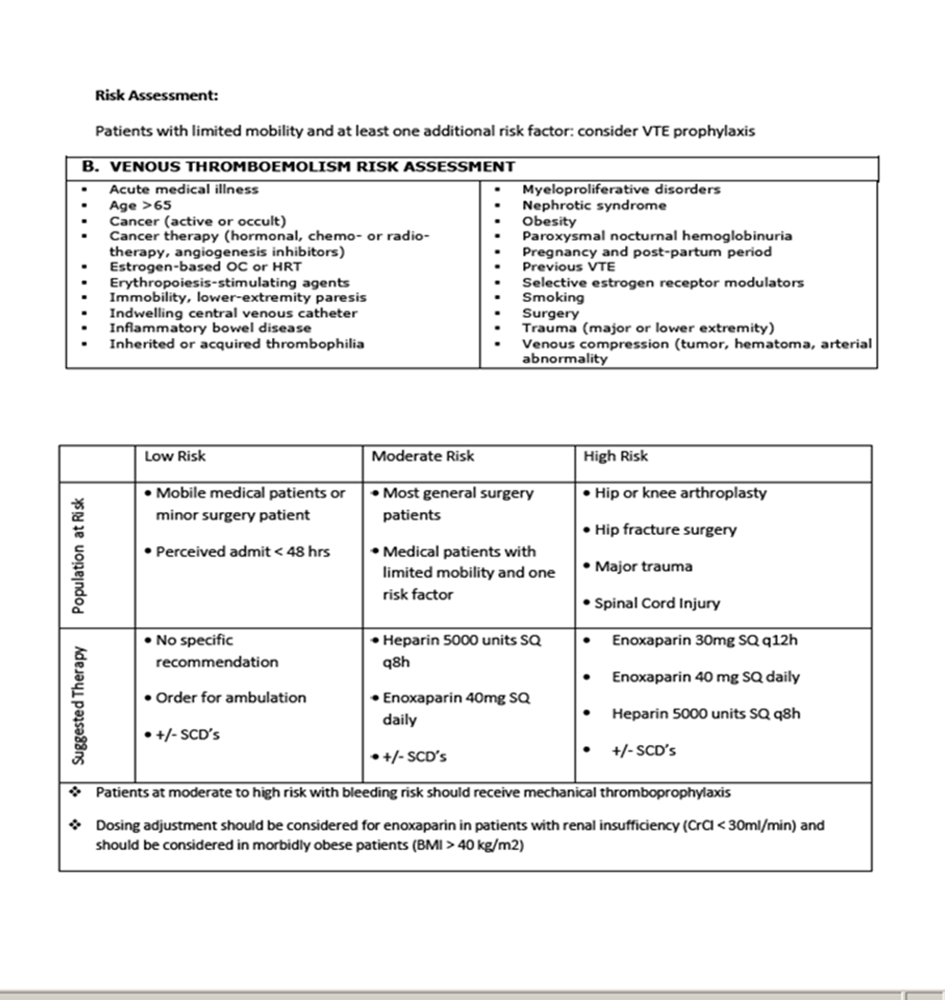 Risk Assessment:
Patients with limited mobility and at least one additional risk factor: consider VTE prophylaxis
B. VENOUS THROMBOEMOLISM RISK ASSESSMENT
▪ Acute medical illness
▪ Age >65
▪ Cancer (active or occult)
▪ Cancer therapy (hormonal, chemo- or radio-
therapy, angiogenesis inhibitors)
▪ Estrogen-based OC or HRT
▪ Erythropoiesis-stimulating agents
▪ Immobility, lower-extremity paresis
▪ Indwelling central venous catheter
▪ Inflammatory bowel disease
▪ Inherited or acquired thrombophilia
▪ Myeloproliferative disorders
▪ Nephrotic syndrome
▪ Obesity
▪ Paroxysmal nocturnal hemoglobinuria
▪ Pregnancy and post-partum period
▪ Previous VTE
▪ Selective estrogen receptor modulators
▪ Smoking
▪ Surgery
▪ Trauma (major or lower extremity)
▪ Venous compression (tumor, hematoma, arterial
abnormality
Low Risk
Moderate Risk
High Risk
Population at Risk
• Mobile medical patients or
minor surgery patient
• Perceived admit < 48 hrs
• Most general surgery
patients
• Medical patients with
limited mobility and one
risk factor
• Hip or knee arthroplasty
• Hip fracture surgery
• Major trauma
• Spinal Cord Injury
Suggested Therapy
• No specific
recommendation
• Order for ambulation
• +/- SCD's
• Heparin 5000 units SQ
q8h
• Enoxaparin 40mg SQ
daily
• +/- SCD's
• Enoxaparin 30mg SQ q12h
• Enoxaparin 40 mg SQ daily
• Heparin 5000 units SQ q8h
• +/- SCD's
❖ Patients at moderate to high risk with bleeding risk should receive mechanical thromboprophylaxis
❖ Dosing adjustment should be considered for enoxaparin in patients with renal insufficiency (CrCl < 30ml/min) and
should be considered in morbidly obese patients (BMI > 40 kg/m2)